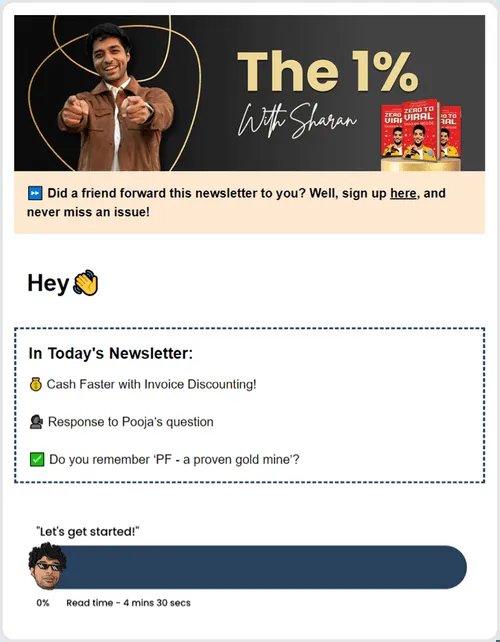 The 1%
With Sharan
ZERO TO
VIRAL
ZERO TO
VIRAL
⏩ Did a friend forward this newsletter to you? Well, sign up here, and
never miss an issue!
Hey👋
In Today's Newsletter:
💰 Cash Faster with Invoice Discounting!
🗣 Response to Pooja's question
✅ Do you remember ‘PF - a proven gold mine’?
"Let's get started!"
0% Read time - 4 mins 30 secs